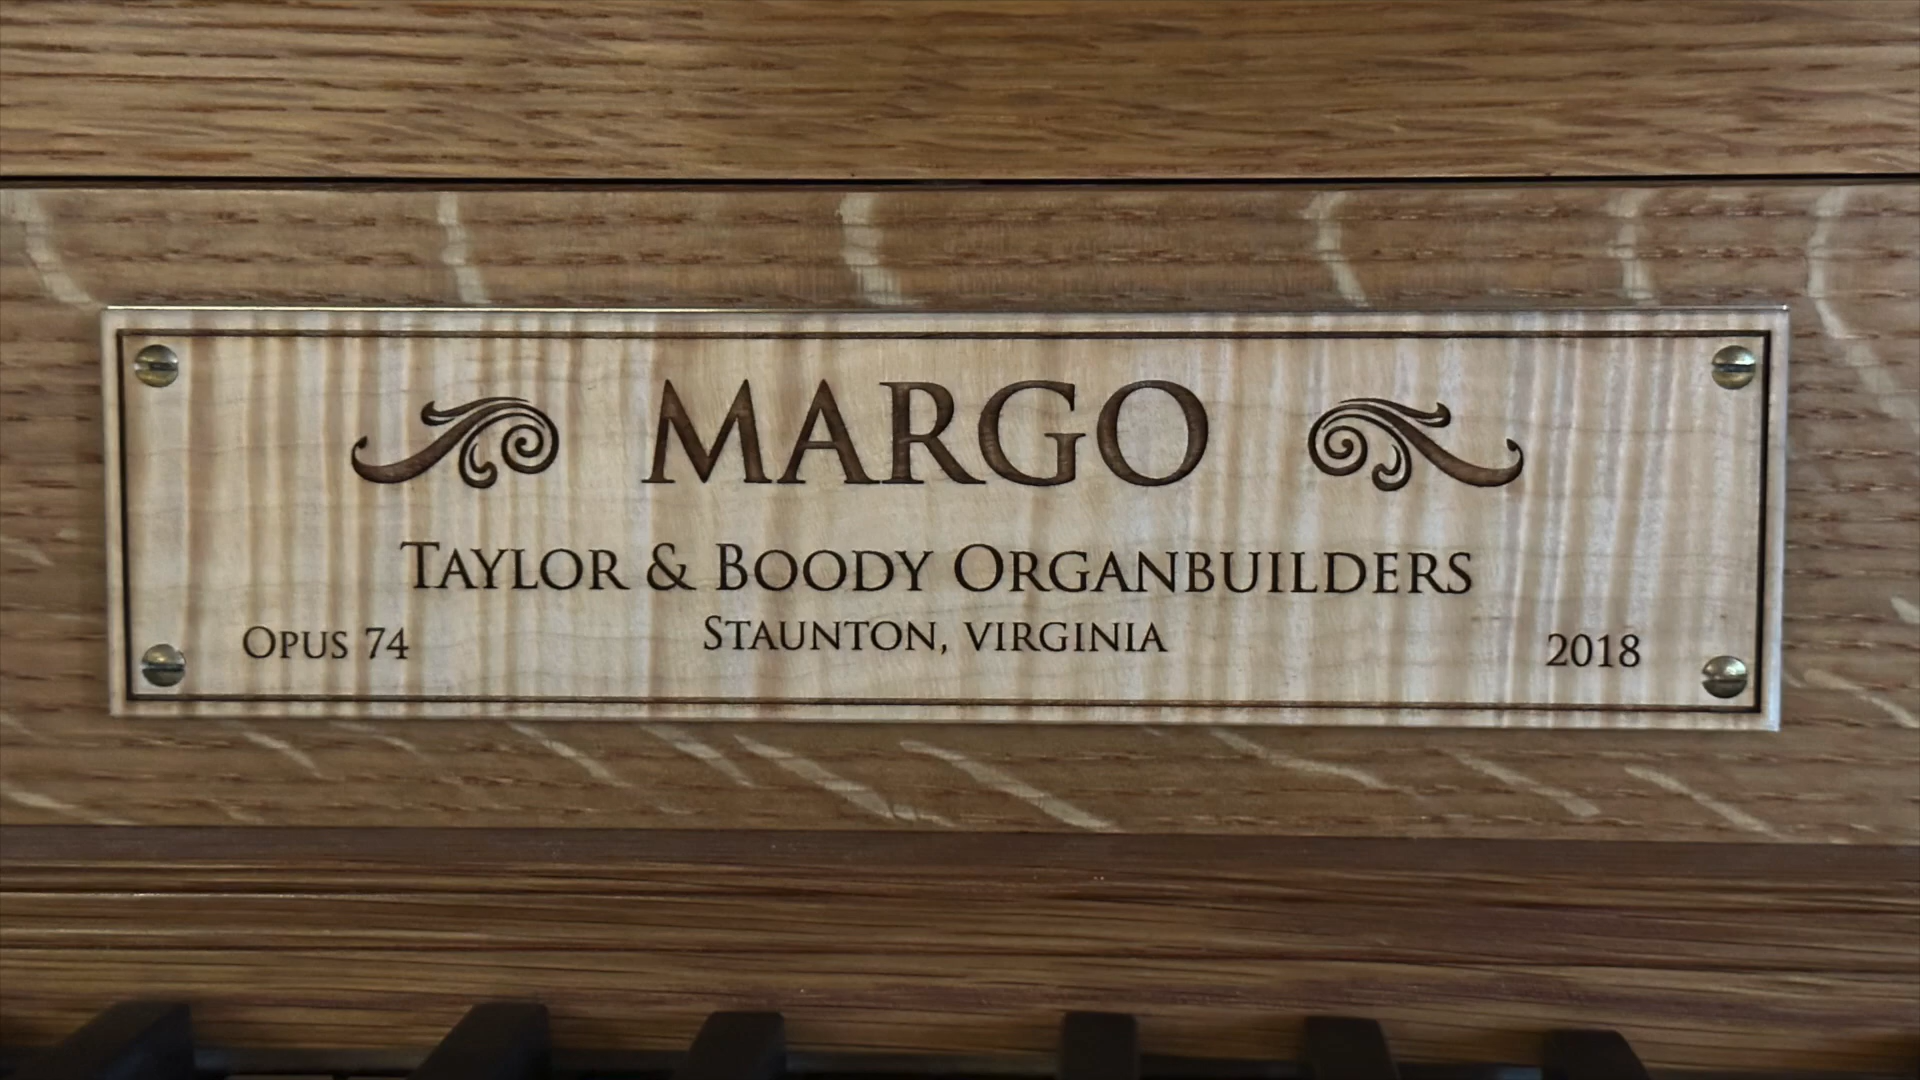 MARGO
TAYLOR & BOODY ORGANBUILDERS
STAUNTON, VIRGINIA
OPUS 74
2018